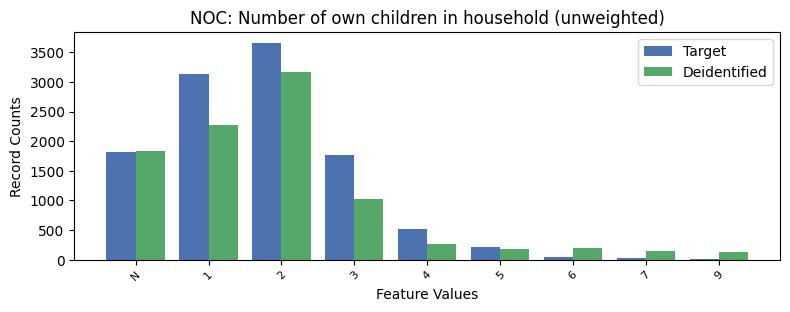 NOC: Number of own children in household (unweighted)
Target
Deidentified
Record Counts
3500
3000
2500
2000
1500
1000
500
0
N 1 2 3 4 5 6 7 9
Feature Values